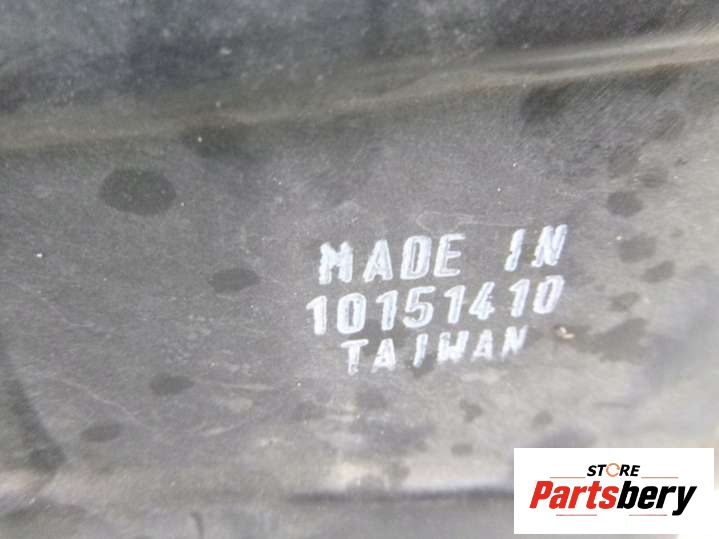 MADE IN
10151410
TAIWAN
STORE
Partsbery